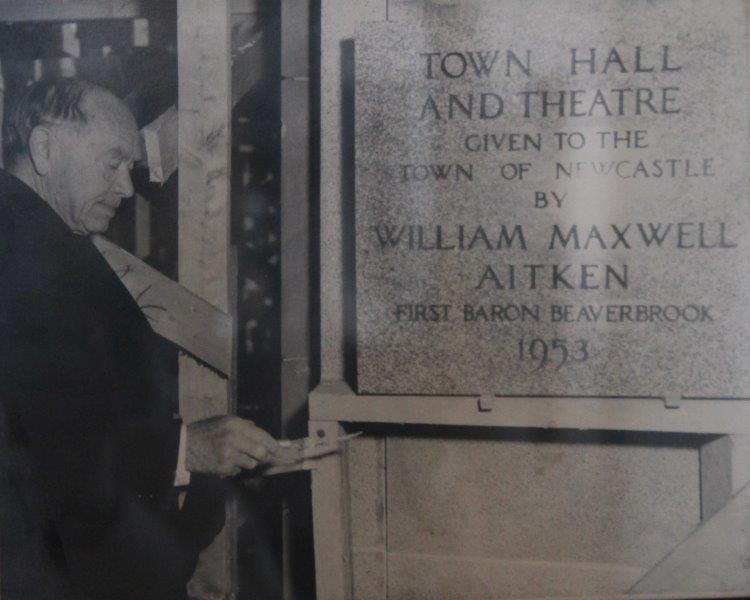 TOWN HALL
AND THEATRE
GIVEN TO THE
TOWN OF NEWCASTLE
BY
WILLIAM MAXWELL
AITKEN
FIRST BARON BEAVERBROOK
1953